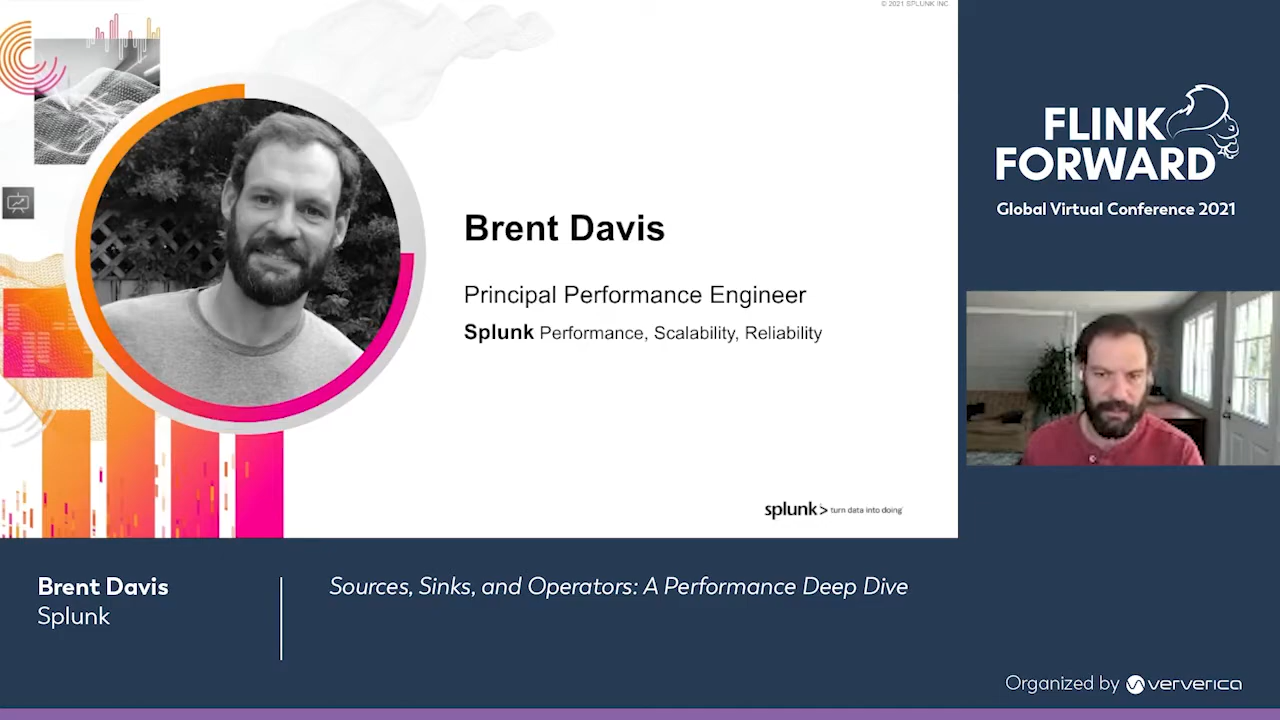 © 2021 SPLUNK INC.
Brent Davis
Principal Performance Engineer
Splunk Performance, Scalability, Reliability
splunk> turn data into doing
FLINK
FORWARD
Global Virtual Conference 2021
Brent Davis
Splunk
Sources, Sinks, and Operators: A Performance Deep Dive
Organized by ververica